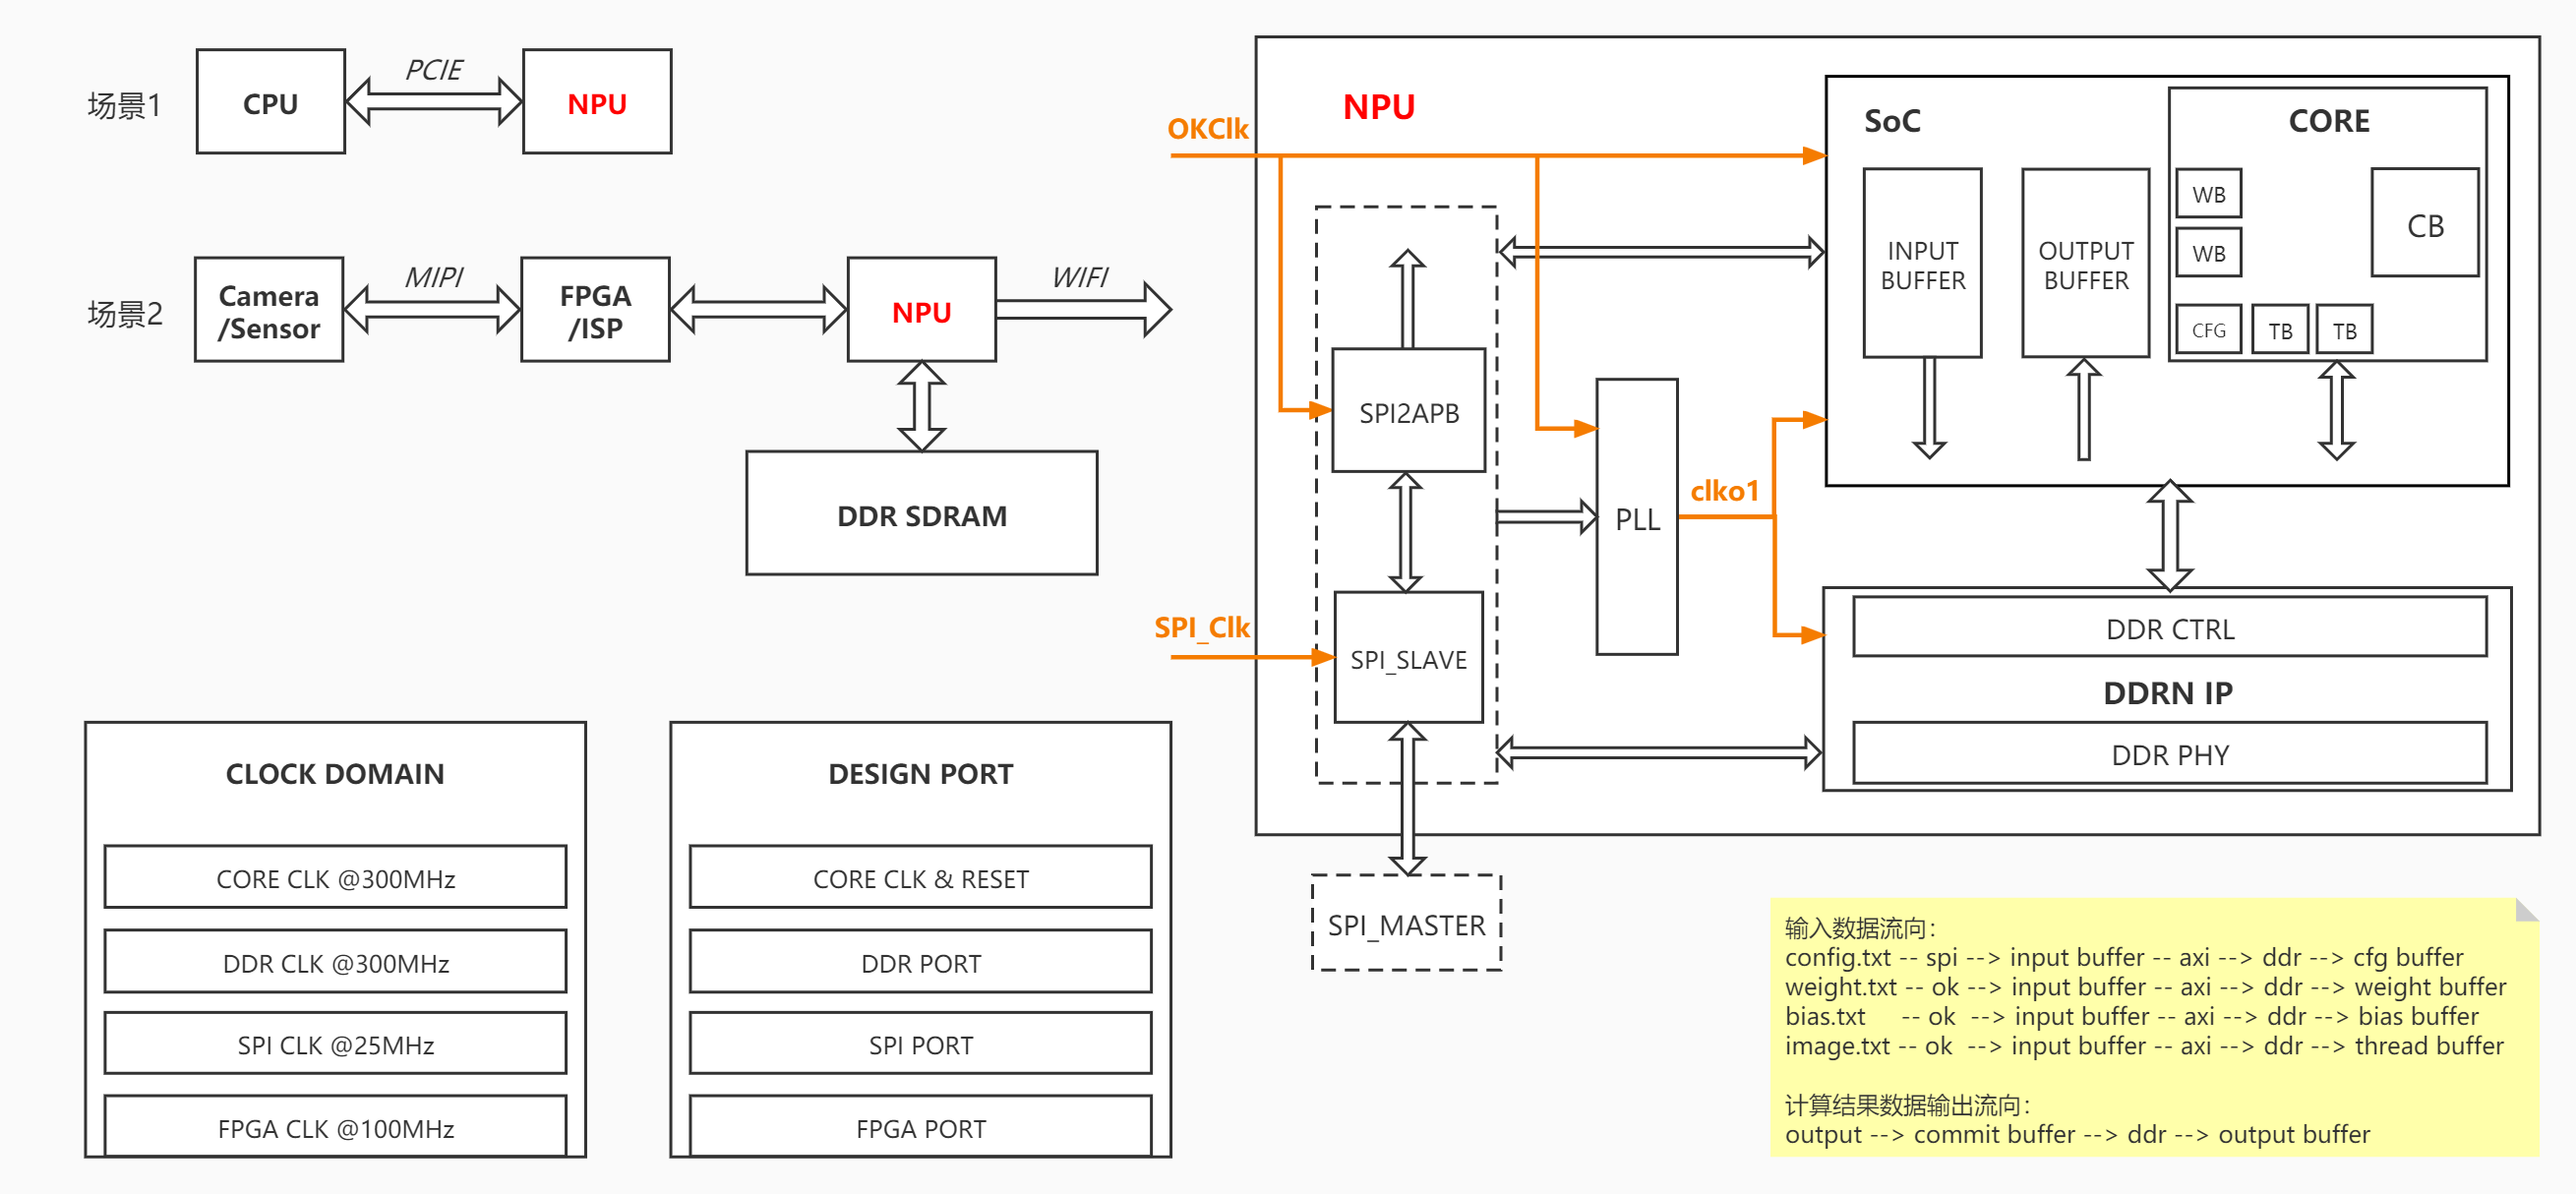 场景1
CPU
PCIE
NPU
场景2
Camera
/Sensor
MIPI
FPGA
/ISP
NPU
WIFI
DDR SDRAM
CLOCK DOMAIN
CORE CLK @300MHz
DDR CLK @300MHz
SPI CLK @25MHz
FPGA CLK @100MHz
DESIGN PORT
CORE CLK & RESET
DDR PORT
SPI PORT
FPGA PORT
NPU
OKClk
SPI_Clk
SPI2APB
SPI_SLAVE
SPI_MASTER
PLL
clko1
SoC
INPUT
BUFFER
OUTPUT
BUFFER
CORE
WB
WB
CB
CFG
TB
TB
DDR CTRL
DDRN IP
DDR PHY
输入数据流向：
config.txt -- spi --> input buffer -- axi --> ddr --> cfg buffer
weight.txt -- ok --> input buffer -- axi --> ddr --> weight buffer
bias.txt -- ok --> input buffer -- axi --> ddr --> bias buffer
image.txt -- ok --> input buffer -- axi --> ddr --> thread buffer
计算结果数据输出流向：
output --> commit buffer --> ddr --> output buffer